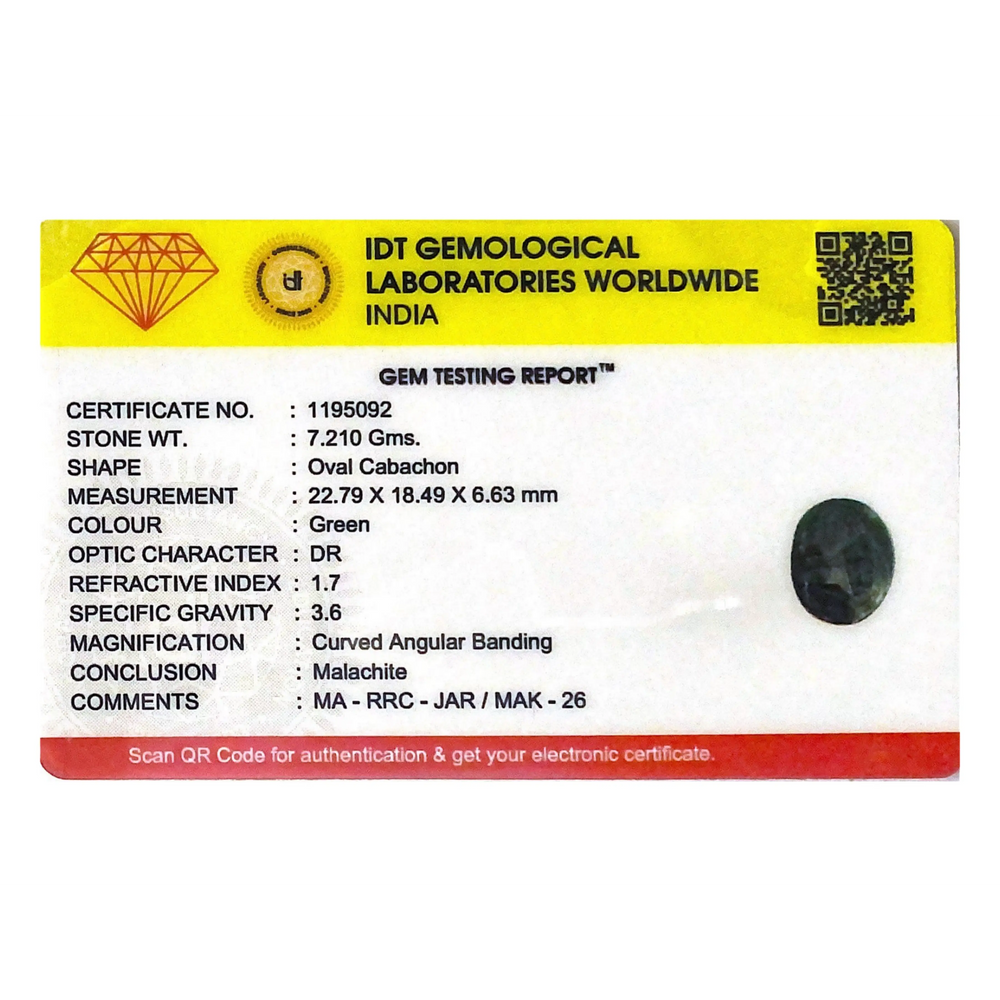 IDT GEMOLOGICAL
LABORATORIES WORLDWIDE
INDIA
GEM TESTING REPORT™
CERTIFICATE NO. : 1195092
STONE WT. : 7.210 Gms.
SHAPE : Oval Cabachon
MEASUREMENT : 22.79 X 18.49 X 6.63 mm
COLOUR : Green
OPTIC CHARACTER : DR
REFRACTIVE INDEX : 1.7
SPECIFIC GRAVITY : 3.6
MAGNIFICATION : Curved Angular Banding
CONCLUSION : Malachite
COMMENTS : MA - RRC - JAR / MAK - 26
Scan QR Code for authentication & get your electronic certificate.